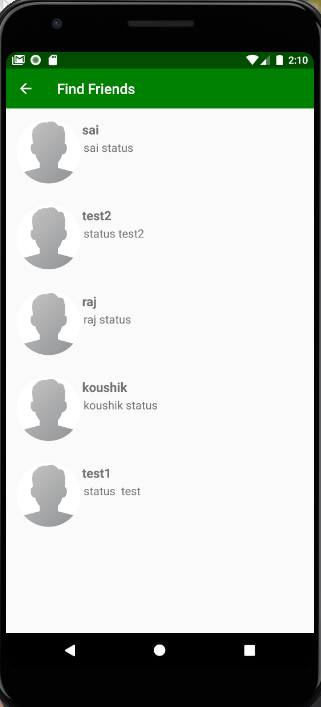 2:10
Find Friends
sai
sai status
test2
status test2
raj
raj status
koushik
koushik status
test1
status  test